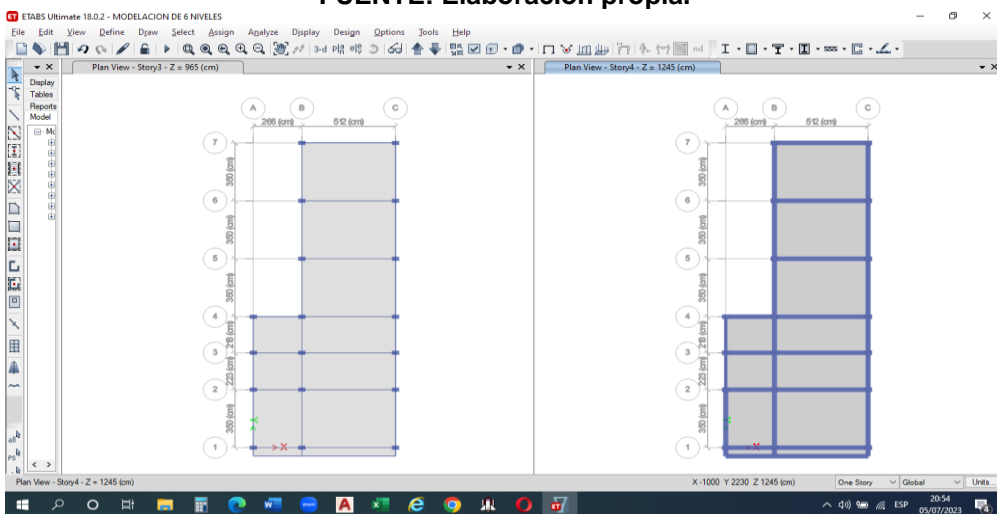 FUENTE: Elaboración propia.
ETABS Ultimate 18.0.2 - MODELACION DE 6 NIVELES
File Edit View Define Draw Select Assign Analyze Display Design Options Tools Help
3-d nd
Plan View - Story3 - Z = 965 (cm)
Plan View - Story4 - Z = 1245 (cm)
Display
Tables
Reports
Model
A B C
266 (cm) 512 (cm)
7
350 (cm)
6
350 (cm)
5
350 (cm)
4
218 (cm)
3
223 (cm)
2
350 (cm)
1
X
A B C
266 (cm) 512 (cm)
7
350 (cm)
6
350 (cm)
5
350 (cm)
4
218 (cm)
3
223 (cm)
2
350 (cm)
1
X
all
Plan View - Story4 - Z = 1245 (cm)
X -1000 Y 2230 Z 1245 (cm)
One Story Global Units...
ESP
20:54
05/07/2023